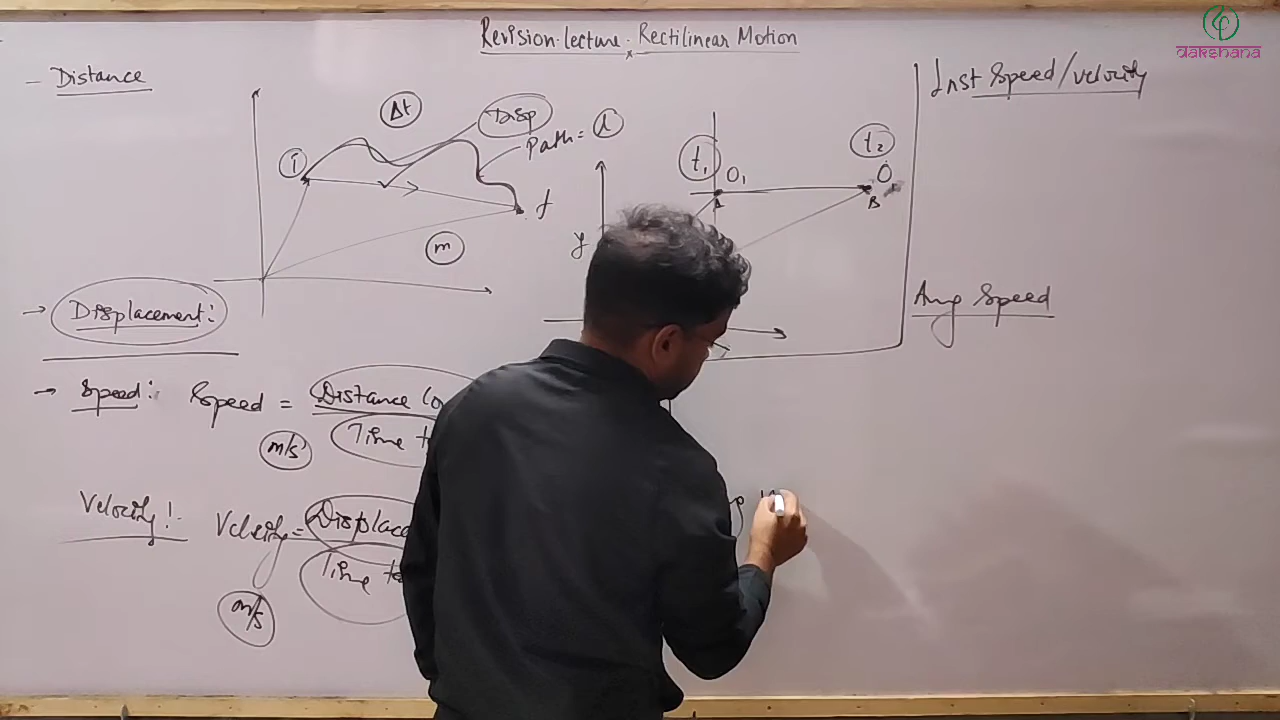 Revision lecture : Rectilinear Motion
dakshana
- Distance
Δt
Disp
Path =
i
f
m
→ Displacement :
→ Speed : Speed = Distance
Time
m/s
Velocity :- Velocity =
Time
m/s
t₁
O₁
A
t₂
O
B
y
Inst Speed/velocity
Avg Speed